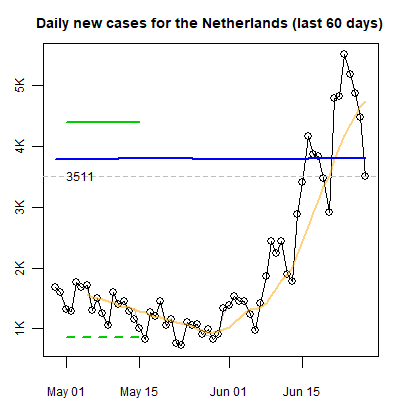 Daily new cases for the Netherlands (last 60 days)
5K
4K
3511
3K
2K
1K
May 01 May 15 Jun 01 Jun 15